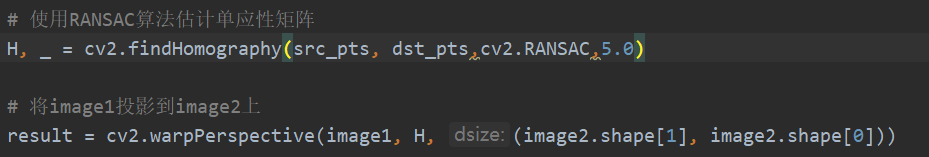 # 使用RANSAC算法估计单应性矩阵
H, _ = cv2.findHomography(src_pts, dst_pts,cv2.RANSAC,5.0)
# 将image1投影到image2上
result = cv2.warpPerspective(image1, H, dsize: (image2.shape[1], image2.shape[0]))